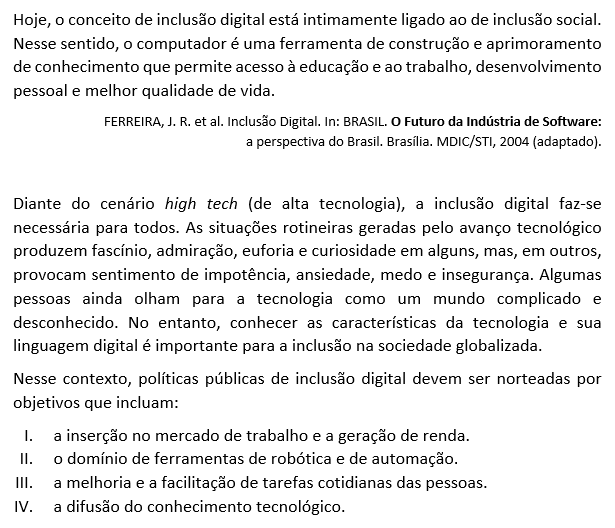 Hoje, o conceito de inclusão digital está intimamente ligado ao de inclusão social.
Nesse sentido, o computador é uma ferramenta de construção e aprimoramento
de conhecimento que permite acesso à educação e ao trabalho, desenvolvimento
pessoal e melhor qualidade de vida.
FERREIRA, J. R. et al. Inclusão Digital. In: BRASIL. O Futuro da Indústria de Software:
a perspectiva do Brasil. Brasília. MDIC/STI, 2004 (adaptado).
Diante do cenário high tech (de alta tecnologia), a inclusão digital faz-se
necessária para todos. As situações rotineiras geradas pelo avanço tecnológico
produzem fascínio, admiração, euforia e curiosidade em alguns, mas, em outros,
provocam sentimento de impotência, ansiedade, medo e insegurança. Algumas
pessoas ainda olham para a tecnologia como um mundo complicado e
desconhecido. No entanto, conhecer as características da tecnologia e sua
linguagem digital é importante para a inclusão na sociedade globalizada.
Nesse contexto, políticas públicas de inclusão digital devem ser norteadas por
objetivos que incluam:
I. a inserção no mercado de trabalho e a geração de renda.
II. o domínio de ferramentas de robótica e de automação.
III. a melhoria e a facilitação de tarefas cotidianas das pessoas.
IV. a difusão do conhecimento tecnológico.